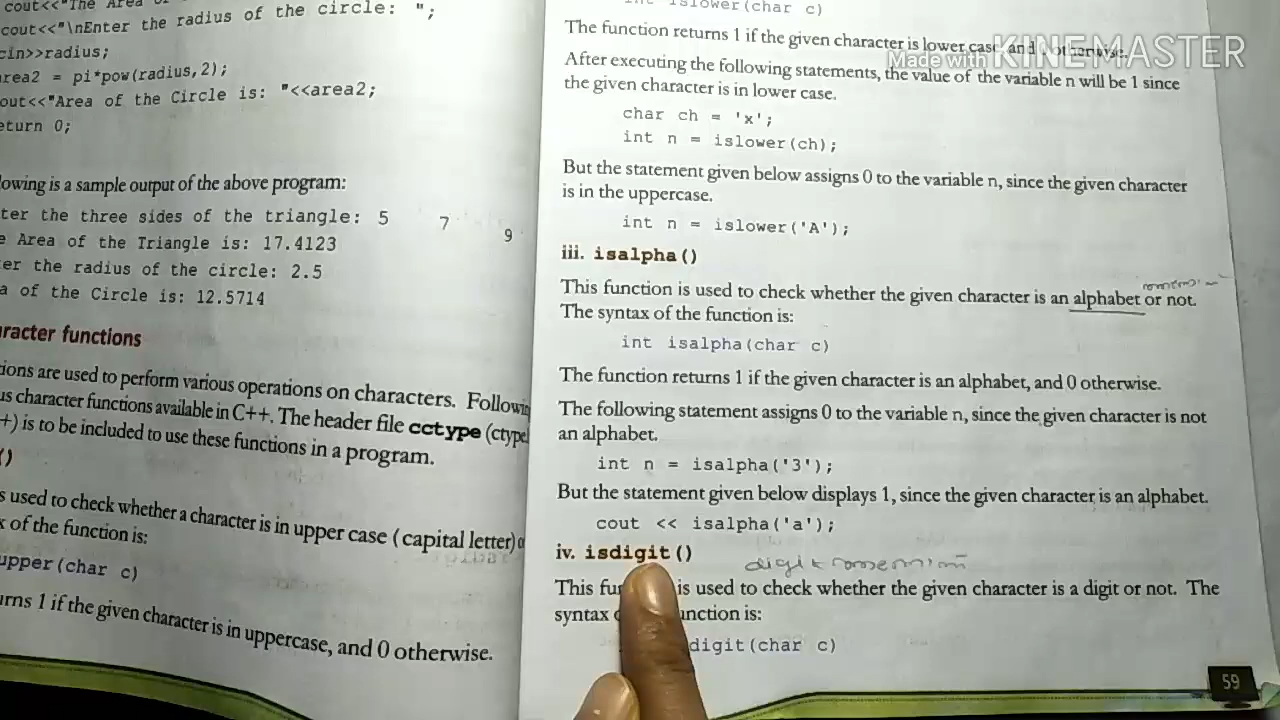 cout<<"The Area
cout<<"\nEnter the radius of the circle: ";
cin>>radius;
area2 = pi*pow(radius,2);
out<<"Area of the Circle is: "<<area2;
eturn 0;
lowing is a sample output of the above program:
ter the three sides of the triangle: 5 7 9
e Area of the Triangle is: 17.4123
er the radius of the circle: 2.5
a of the Circle is: 12.5714
racter functions
ions are used to perform various operations on characters. Followin
us character functions available in C++. The header file cctype (ctype
+) is to be included to use these functions in a program.
()
s used to check whether a character is in upper case (capital letter) o
x of the function is:
upper(char c)
urns 1 if the given character is in uppercase, and 0 otherwise.
int islower(char c)
The function returns 1 if the given character is lower case, and otherwise.
Made with KINEMASTER
After executing the following statements, the value of the variable n will be 1 since
the given character is in lower case.
char ch = 'x';
int n = islower(ch);
But the statement given below assigns 0 to the variable n, since the given character
is in the uppercase.
int n = islower('A');
iii. isalpha()
This function is used to check whether the given character is an alphabet or not.
The syntax of the function is:
int isalpha(char c)
The function returns 1 if the given character is an alphabet, and 0 otherwise.
The following statement assigns 0 to the variable n, since the given character is not
an alphabet.
int n = isalpha('3');
But the statement given below displays 1, since the given character is an alphabet.
cout << isalpha('a');
iv. isdigit()
digit
This fu is used to check whether the given character is a digit or not. The
syntax unction is:
digit(char c)
59